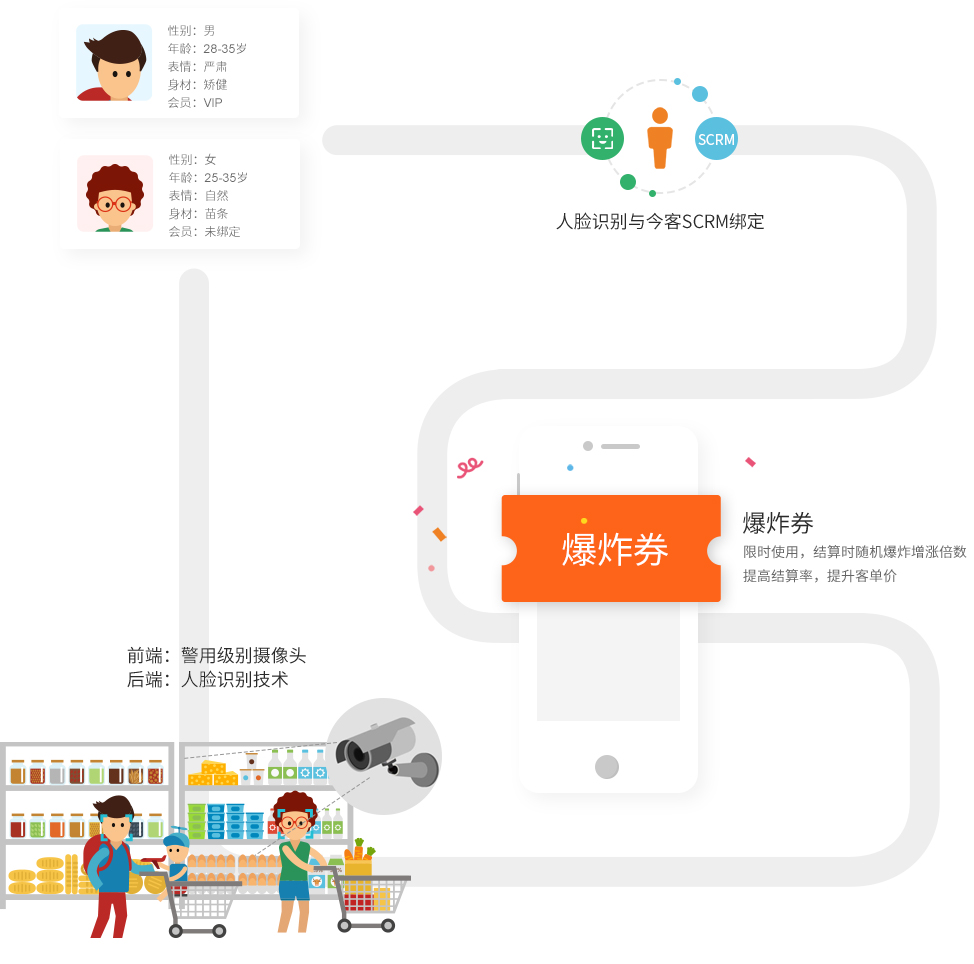 性别：男
年龄：28-35岁
表情：严肃
身材：矫健
会员：VIP
性别：女
年龄：25-35岁
表情：自然
身材：苗条
会员：未绑定
SCRM
人脸识别与今客SCRM绑定
爆炸券
爆炸券
限时使用，结算时随机爆炸增涨倍数
提高结算率，提升客单价
前端：警用级别摄像头
后端：人脸识别技术